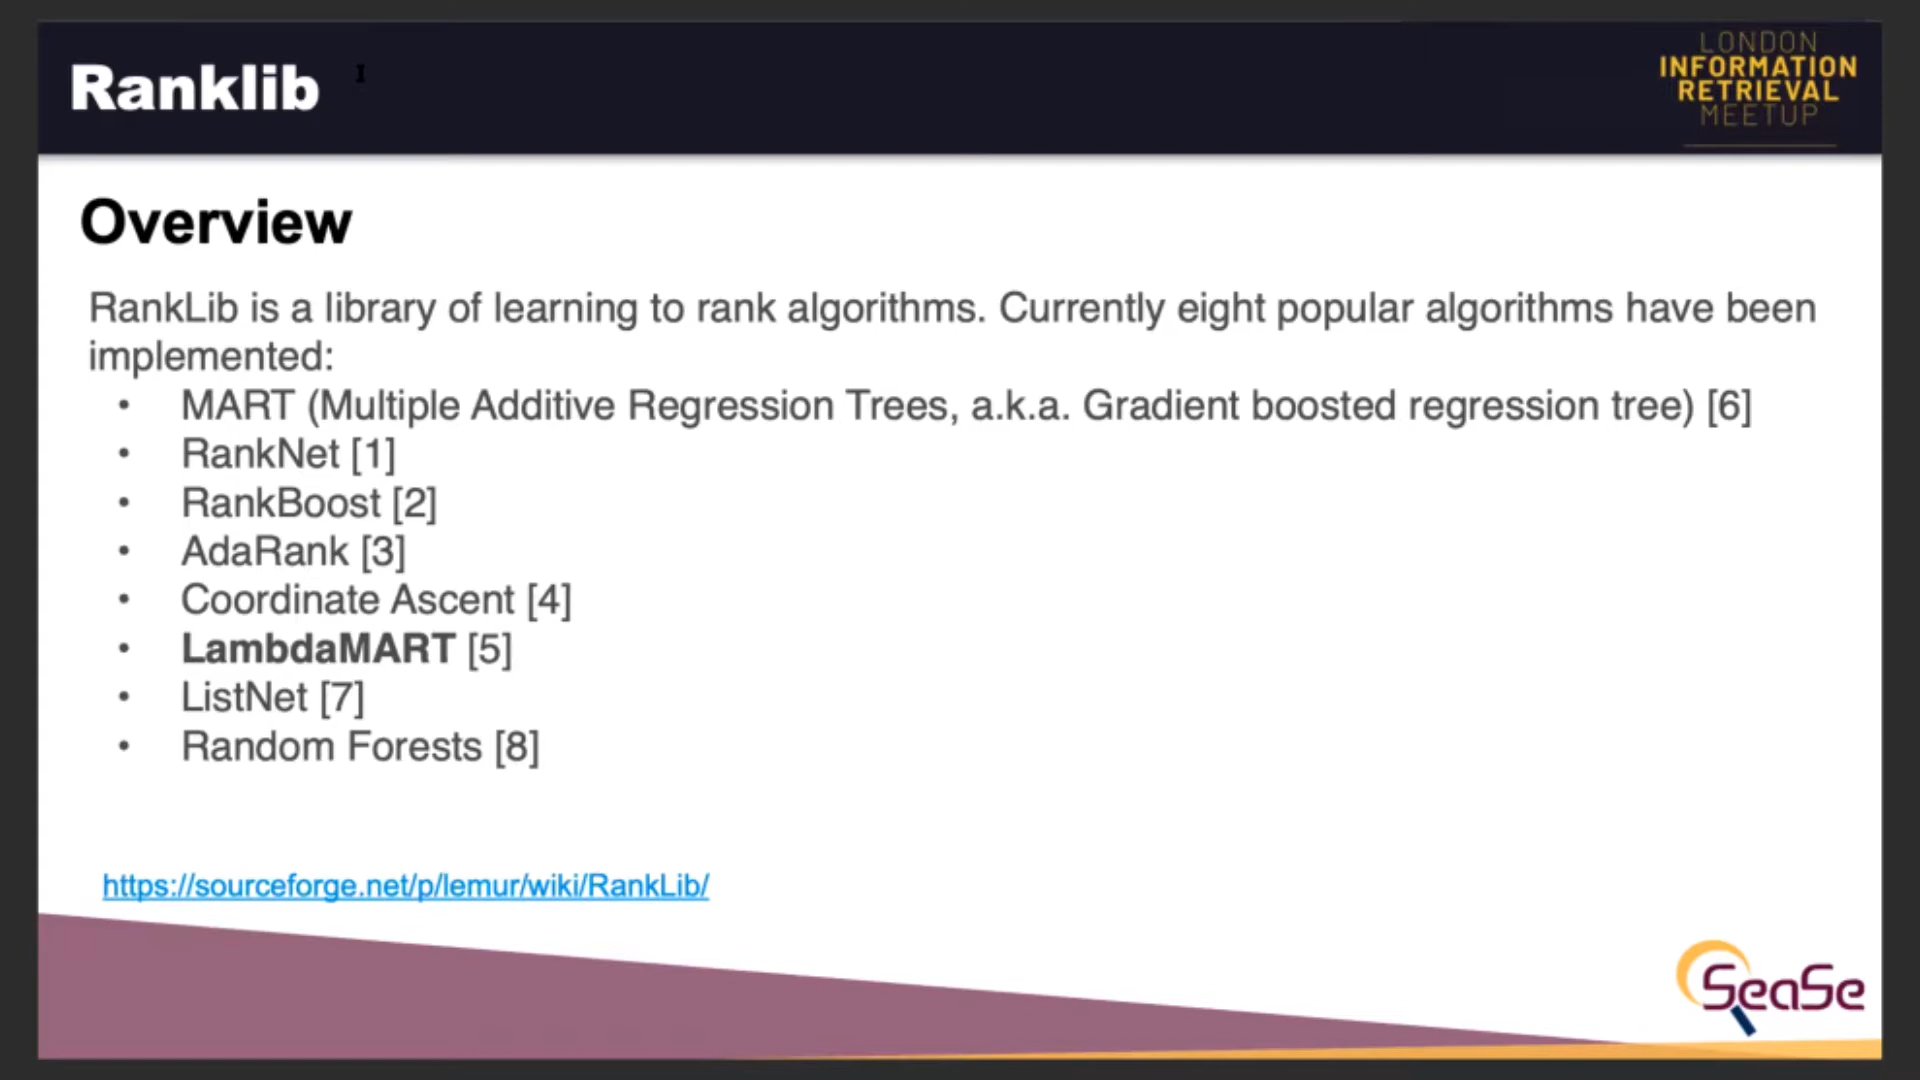 Ranklib
LONDON
INFORMATION
RETRIEVAL
MEETUP
Overview
RankLib is a library of learning to rank algorithms. Currently eight popular algorithms have been
implemented:
• MART (Multiple Additive Regression Trees, a.k.a. Gradient boosted regression tree) [6]
• RankNet [1]
• RankBoost [2]
• AdaRank [3]
• Coordinate Ascent [4]
• LambdaMART [5]
• ListNet [7]
• Random Forests [8]
https://sourceforge.net/p/lemur/wiki/RankLib/
SeaSe